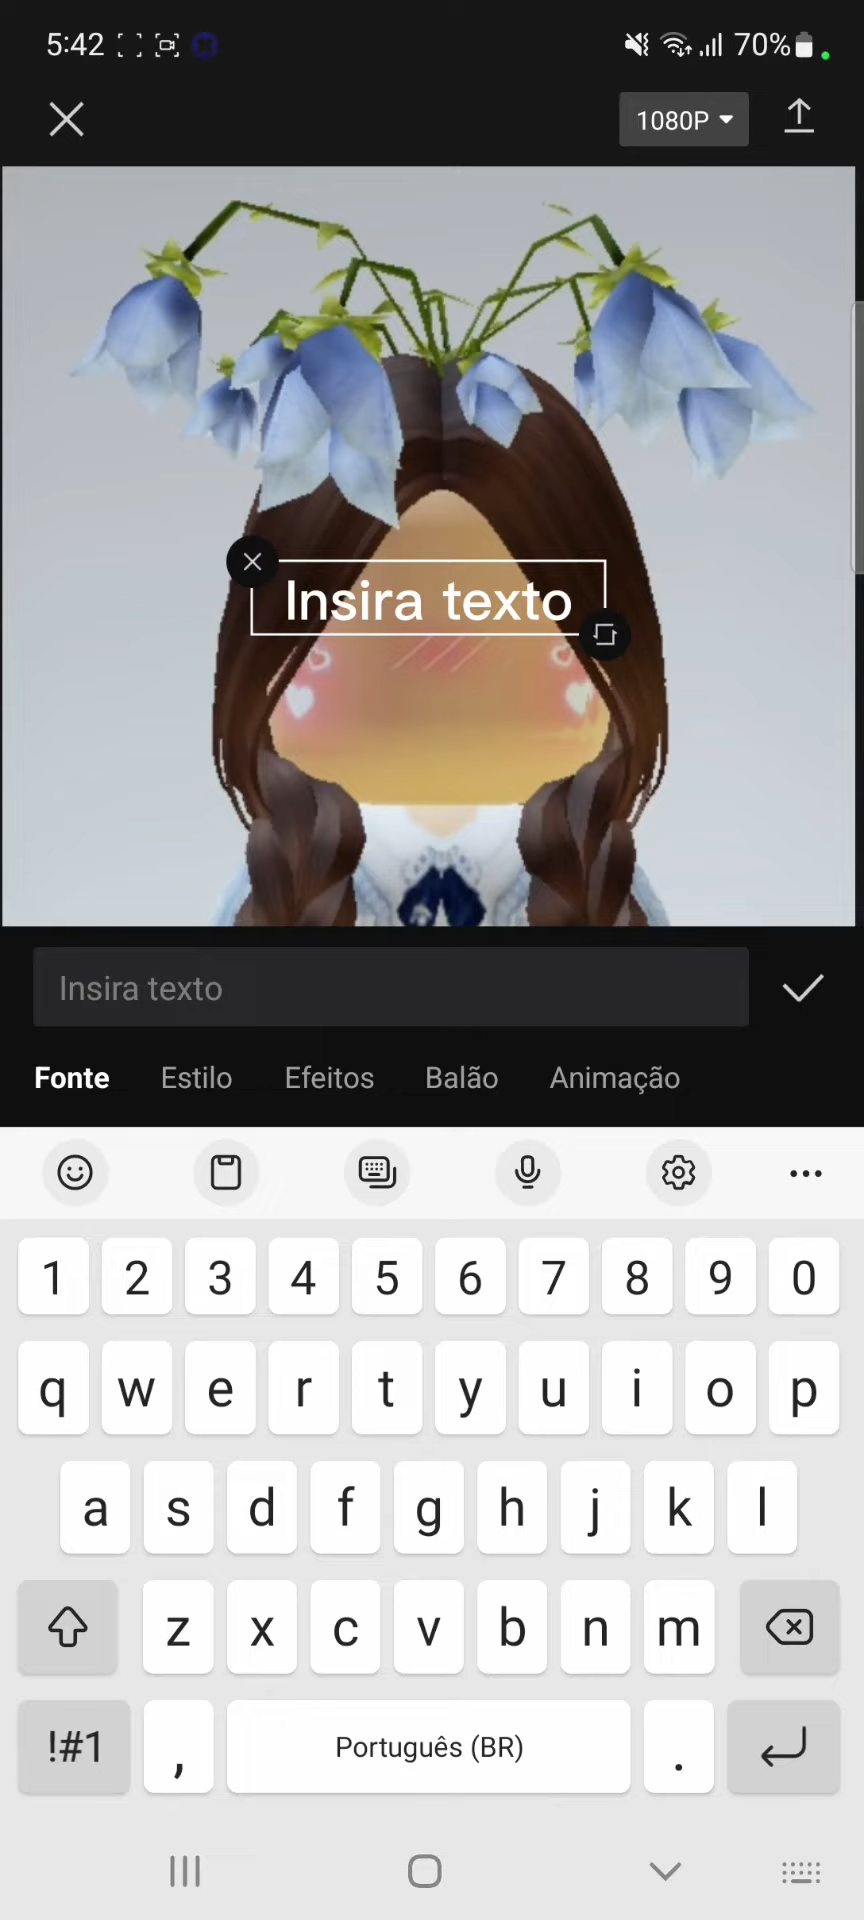 5:42
70%
1080P
Insira texto
Insira texto
Fonte Estilo Efeitos Balão Animação
1 2 3 4 5 6 7 8 9 0
q w e r t y u i o p
a s d f g h j k l
z x c v b n m
!#1 , Português (BR) .